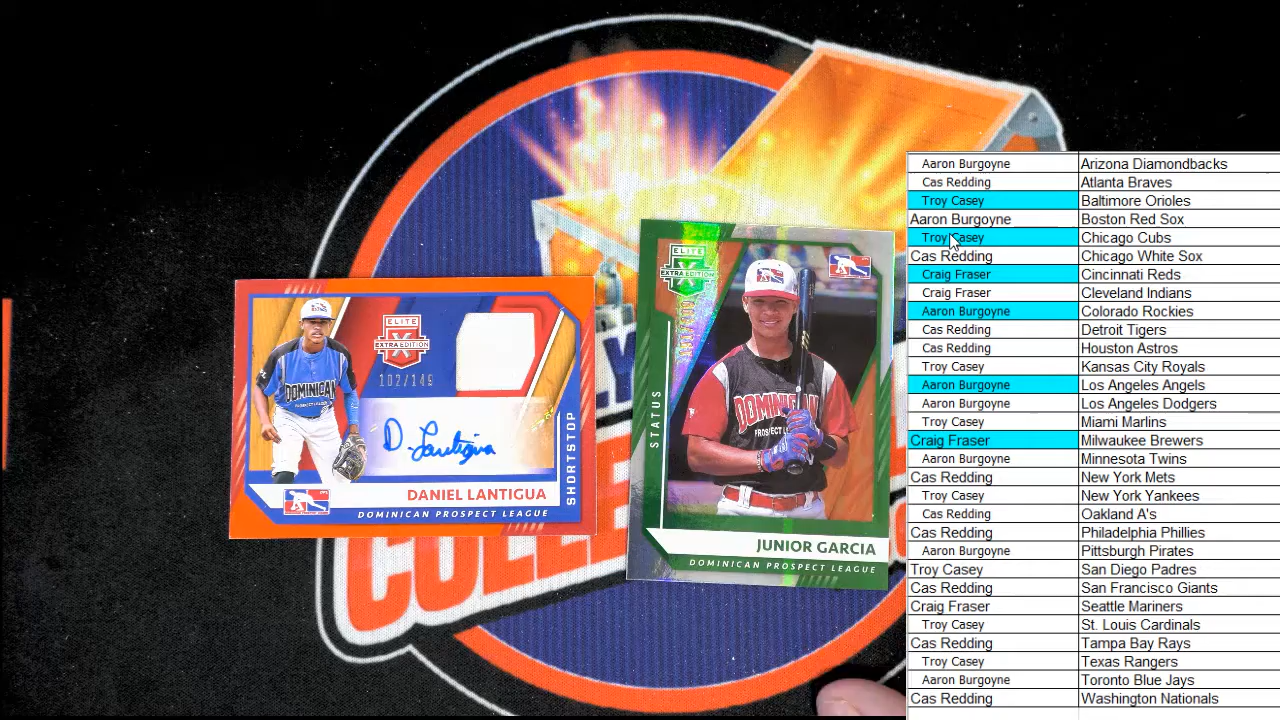 ELITE
X
EXTRA EDITION
102/149
DOMINICAN
PROSPECT LEAGUE
D. Lantigua
DANIEL LANTIGUA
DOMINICAN PROSPECT LEAGUE
SHORTSTOP
ELITE
EXTRA EDITION
STATUS
DOMINICAN
JUNIOR GARCIA
DOMINICAN PROSPECT LEAGUE
COLLE
Aaron Burgoyne Arizona Diamondbacks
Cas Redding Atlanta Braves
Troy Casey Baltimore Orioles
Aaron Burgoyne Boston Red Sox
Troy Casey Chicago Cubs
Cas Redding Chicago White Sox
Craig Fraser Cincinnati Reds
Craig Fraser Cleveland Indians
Aaron Burgoyne Colorado Rockies
Cas Redding Detroit Tigers
Cas Redding Houston Astros
Troy Casey Kansas City Royals
Aaron Burgoyne Los Angeles Angels
Aaron Burgoyne Los Angeles Dodgers
Troy Casey Miami Marlins
Craig Fraser Milwaukee Brewers
Aaron Burgoyne Minnesota Twins
Cas Redding New York Mets
Troy Casey New York Yankees
Cas Redding Oakland A's
Cas Redding Philadelphia Phillies
Aaron Burgoyne Pittsburgh Pirates
Troy Casey San Diego Padres
Cas Redding San Francisco Giants
Craig Fraser Seattle Mariners
Troy Casey St. Louis Cardinals
Cas Redding Tampa Bay Rays
Troy Casey Texas Rangers
Aaron Burgoyne Toronto Blue Jays
Cas Redding Washington Nationals